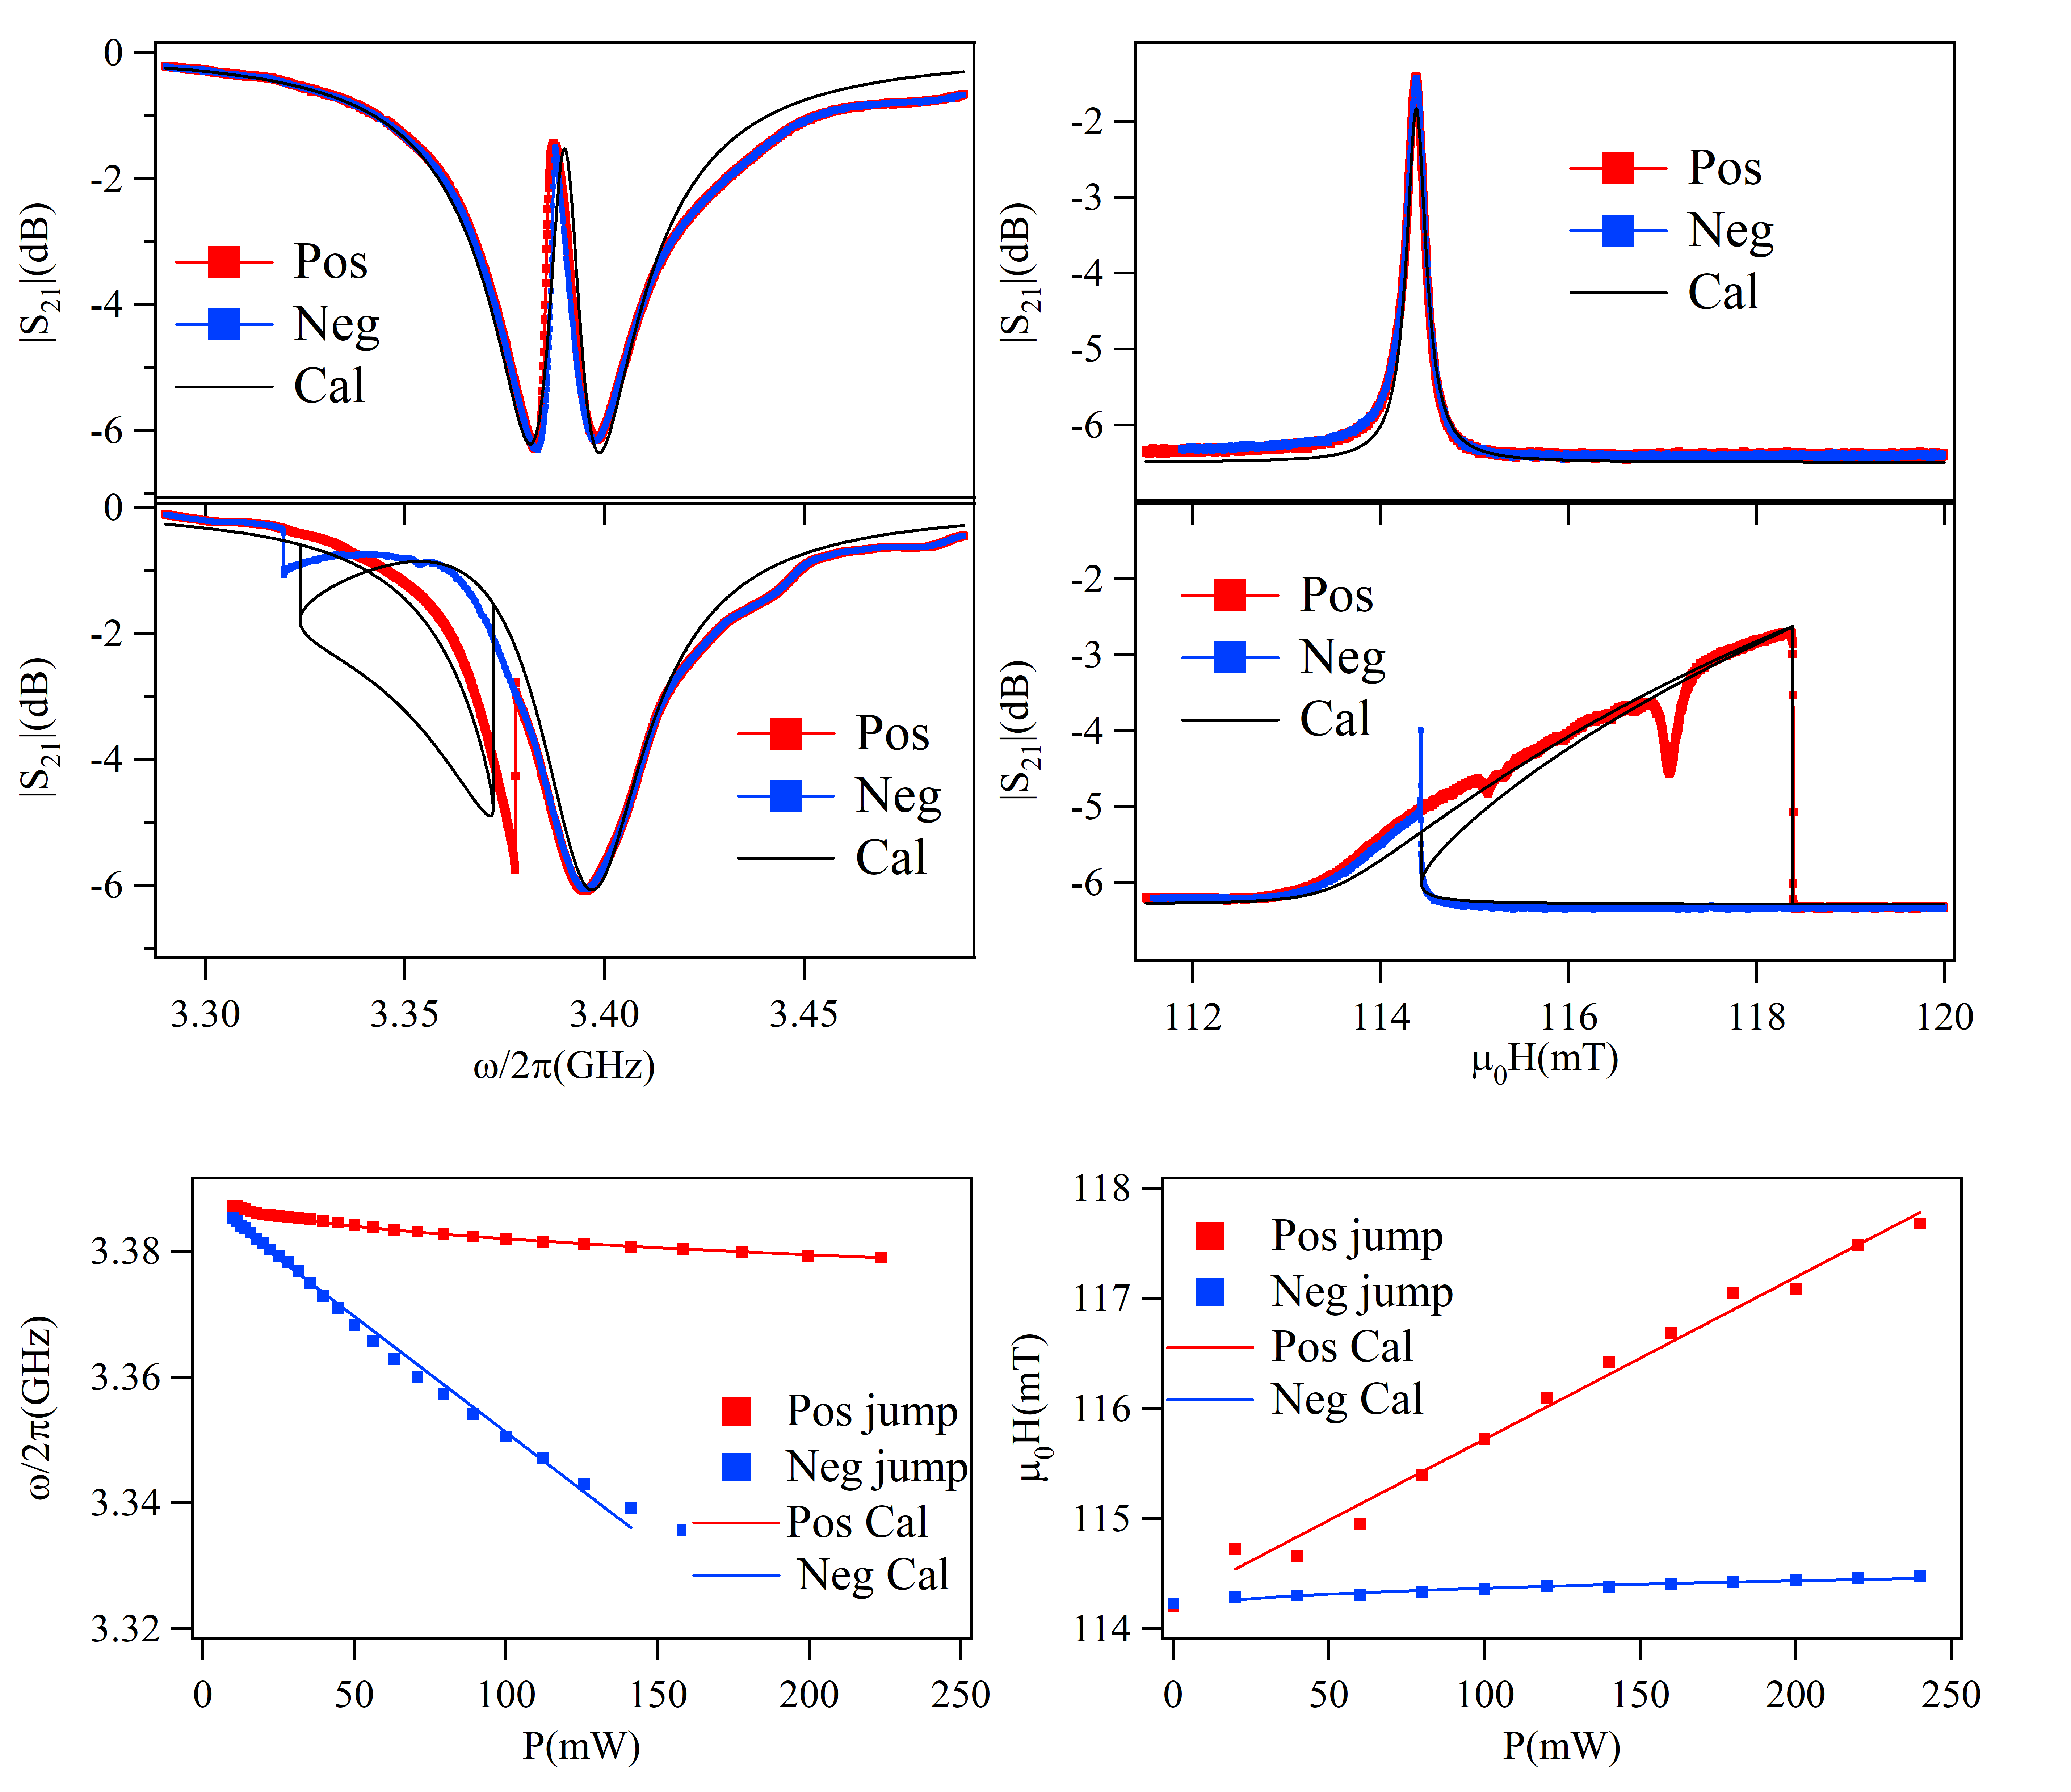 0
-2
-4
-6
|S21|(dB)
Pos
Neg
Cal
0
-2
-4
-6
|S21|(dB)
Pos
Neg
Cal
3.30 3.35 3.40 3.45
ω/2π(GHz)
-2
-3
-4
-5
-6
|S21|(dB)
Pos
Neg
Cal
-2
-3
-4
-5
-6
|S21|(dB)
Pos
Neg
Cal
112 114 116 118 120
μ0H(mT)
3.38
3.36
3.34
3.32
ω/2π(GHz)
Pos jump
Neg jump
Pos Cal
Neg Cal
0 50 100 150 200 250
P(mW)
118
117
116
115
114
μ0H(mT)
Pos jump
Neg jump
Pos Cal
Neg Cal
0 50 100 150 200 250
P(mW)